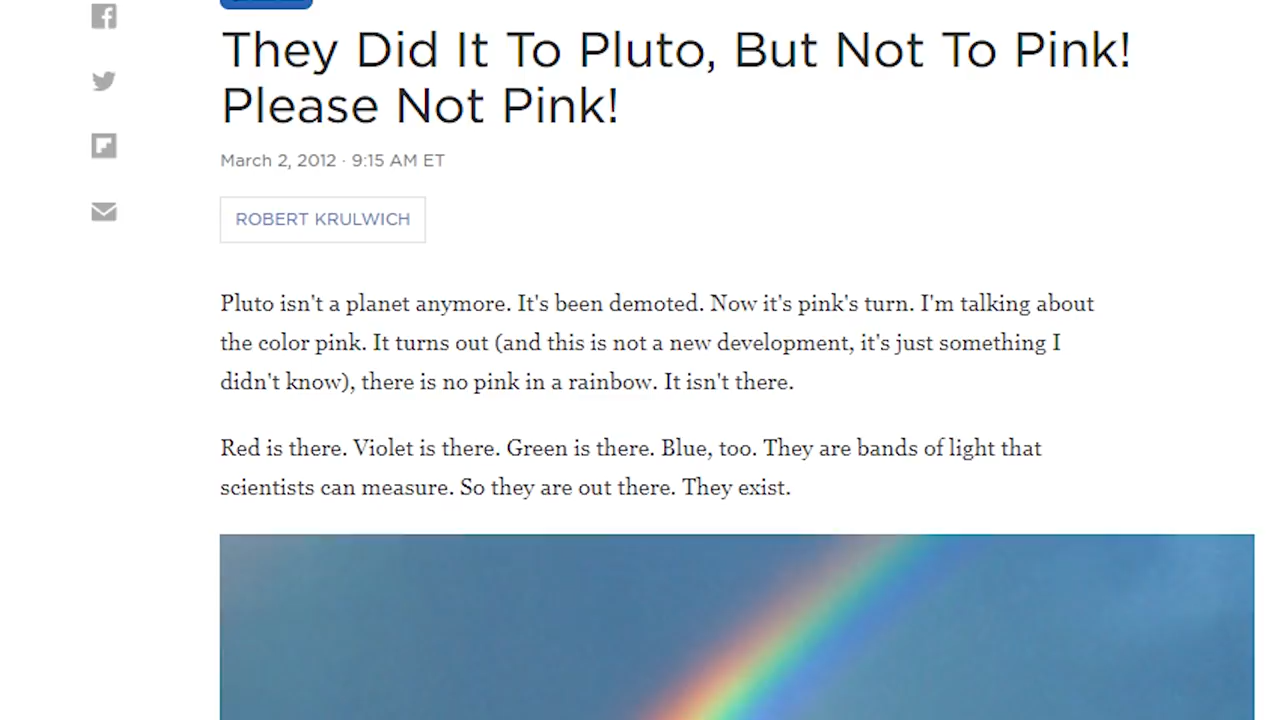 They Did It To Pluto, But Not To Pink!
Please Not Pink!
March 2, 2012 · 9:15 AM ET
ROBERT KRULWICH
Pluto isn't a planet anymore. It's been demoted. Now it's pink's turn. I'm talking about
the color pink. It turns out (and this is not a new development, it's just something I
didn't know), there is no pink in a rainbow. It isn't there.
Red is there. Violet is there. Green is there. Blue, too. They are bands of light that
scientists can measure. So they are out there. They exist.